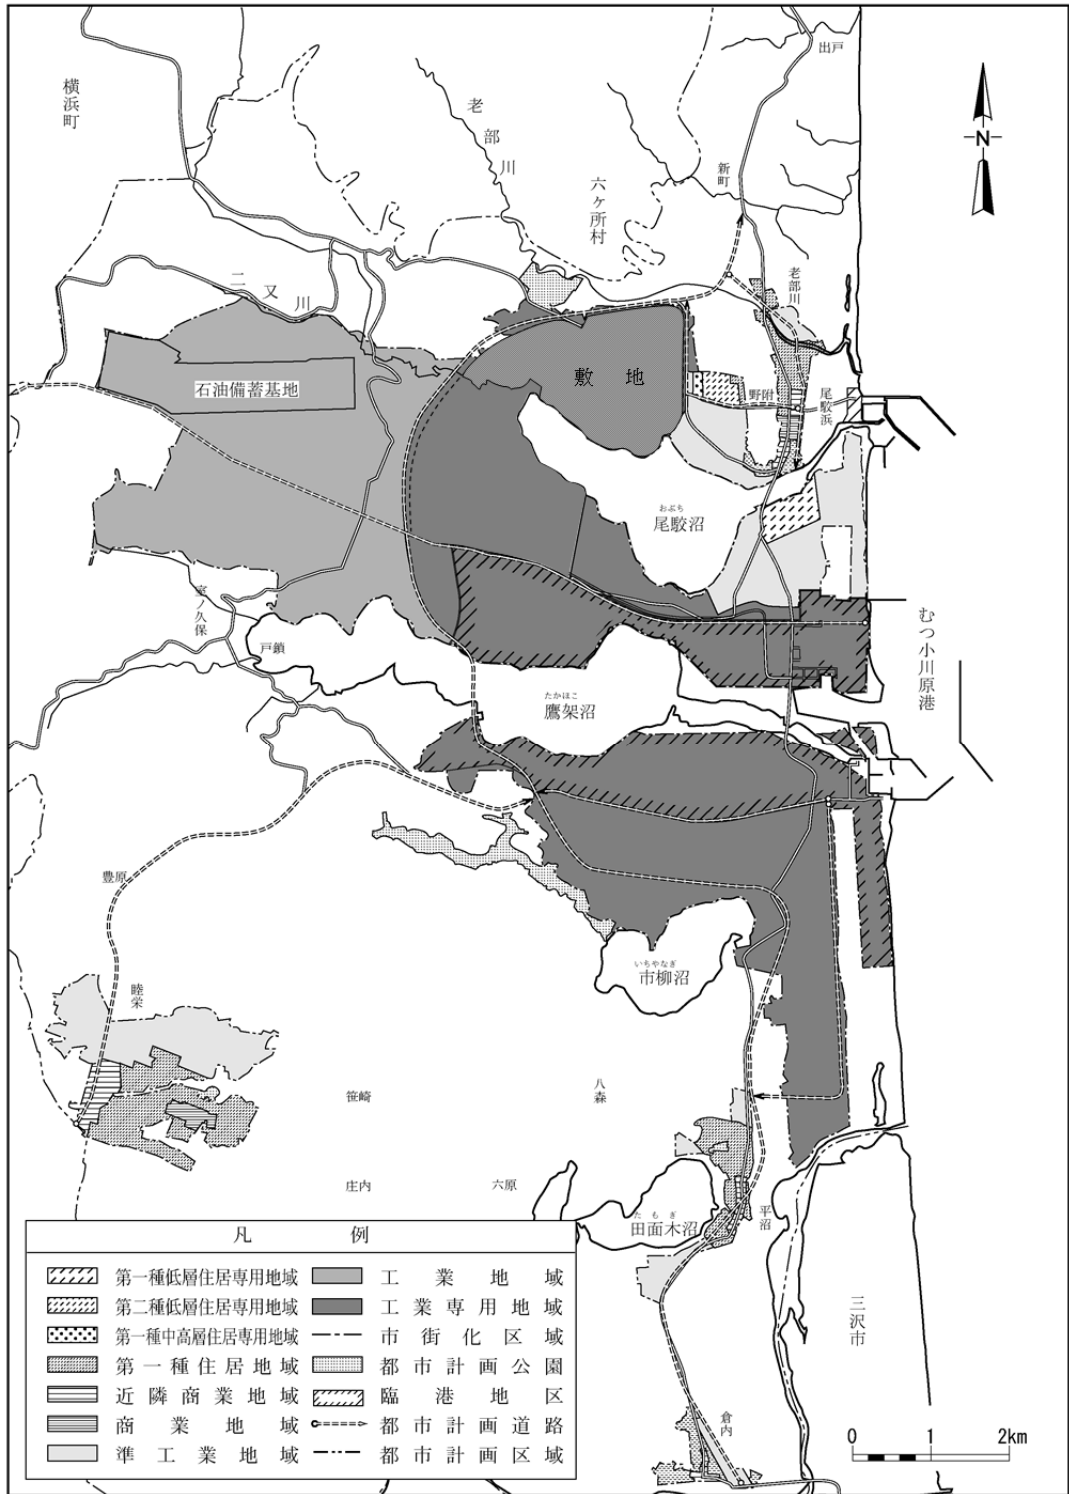 出戸
横浜町
老部川
新町
六ヶ所村
N
老部川
二又川
石油備蓄基地
敷地
野附
尾駮浜
おぶち
尾駮沼
室ノ久保
戸鎖
むつ小川原港
たかほこ
鷹架沼
豊原
いちやなぎ
市柳沼
睦栄
笹崎
八森
庄内
六原
たもぎ
田面木沼
平沼
三沢市
倉内
凡例
第一種低層住居専用地域
第二種低層住居専用地域
第一種中高層住居専用地域
第一種住居地域
近隣商業地域
商業地域
準工業地域
工業地域
工業専用地域
市街化区域
都市計画公園
臨港地区
都市計画道路
都市計画区域
0 1 2km